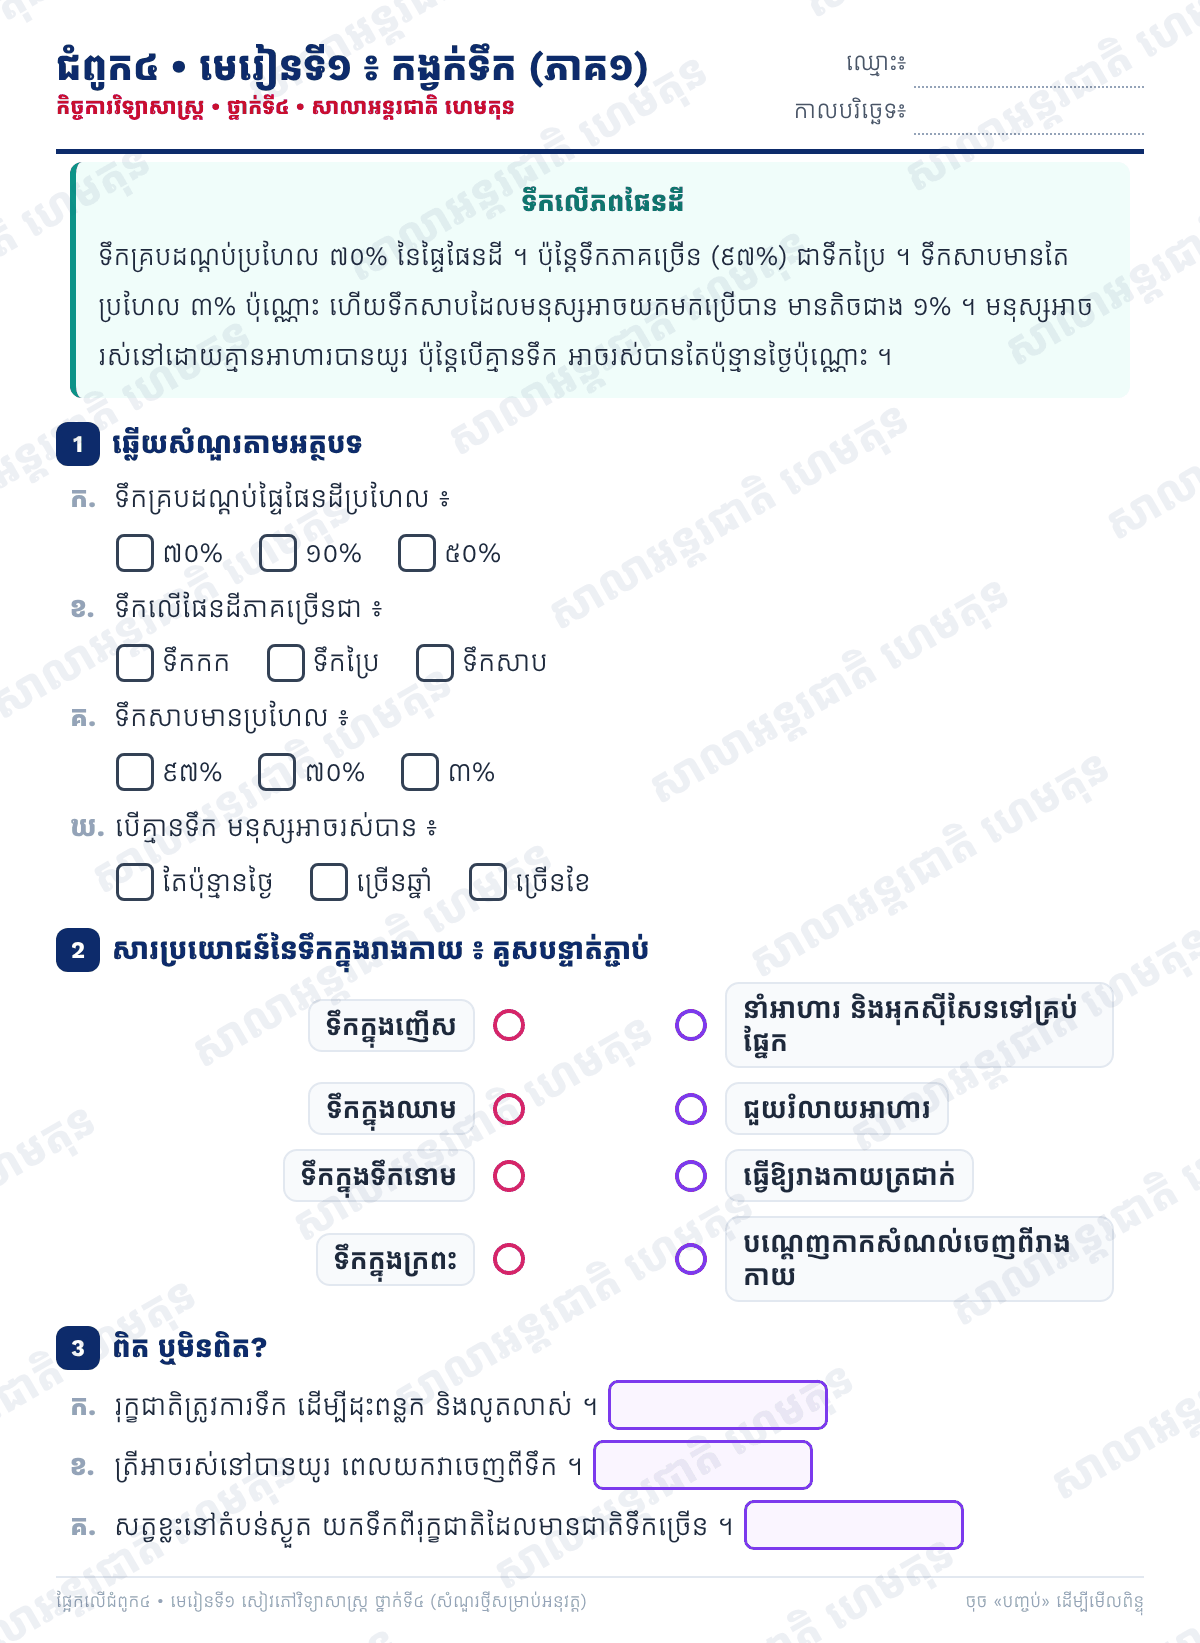 ជំពូក៤ • មេរៀនទី១ ៖ កង្វក់ទឹក (ភាគ១)
កិច្ចការវិទ្យាសាស្ត្រ • ថ្នាក់ទី៤ • សាលាអន្តរជាតិ ហេមតុន
ឈ្មោះ៖
កាលបរិច្ឆេទ៖
ទឹកលើភពផែនដី
ទឹកគ្របដណ្តប់ប្រហែល ៧០% នៃផ្ទៃផែនដី ។ ប៉ុន្តែទឹកភាគច្រើន (៩៧%) ជាទឹកប្រៃ ។ ទឹកសាបមានតែ
ប្រហែល ៣% ប៉ុណ្ណោះ ហើយទឹកសាបដែលមនុស្សអាចយកមកប្រើបាន មានតិចជាង ១% ។ មនុស្សអាច
រស់នៅដោយគ្មានអាហារបានយូរ ប៉ុន្តែបើគ្មានទឹក អាចរស់បានតែប៉ុន្មានថ្ងៃប៉ុណ្ណោះ ។
1 ឆ្លើយសំណួរតាមអត្ថបទ
ក. ទឹកគ្របដណ្តប់ផ្ទៃផែនដីប្រហែល ៖
៧០% ១០% ៥០%
ខ. ទឹកលើផែនដីភាគច្រើនជា ៖
ទឹកកក ទឹកប្រៃ ទឹកសាប
គ. ទឹកសាបមានប្រហែល ៖
៩៧% ៧០% ៣%
ឃ. បើគ្មានទឹក មនុស្សអាចរស់បាន ៖
តែប៉ុន្មានថ្ងៃ ច្រើនឆ្នាំ ច្រើនខែ
2 សារប្រយោជន៍នៃទឹកក្នុងរាងកាយ ៖ គូសបន្ទាត់ភ្ជាប់
ទឹកក្នុងញើស នាំអាហារ និងអុកស៊ីសែនទៅគ្រប់
ផ្នែក
ទឹកក្នុងឈាម ជួយរំលាយអាហារ
ទឹកក្នុងទឹកនោម ធ្វើឱ្យរាងកាយត្រជាក់
ទឹកក្នុងក្រពះ បណ្តេញកាកសំណល់ចេញពីរាង
កាយ
3 ពិត ឬមិនពិត?
ក. រុក្ខជាតិត្រូវការទឹក ដើម្បីដុះពន្លក និងលូតលាស់ ។
ខ. ត្រីអាចរស់នៅបានយូរ ពេលយកវាចេញពីទឹក ។
គ. សត្វខ្លះនៅតំបន់ស្ងួត យកទឹកពីរុក្ខជាតិដែលមានជាតិទឹកច្រើន ។
ផ្អែកលើជំពូក៤ • មេរៀនទី១ សៀវភៅវិទ្យាសាស្ត្រ ថ្នាក់ទី៤ (សំណួរថ្មីសម្រាប់អនុវត្ត)
ចុច «បញ្ចប់» ដើម្បីមើលពិន្ទុ